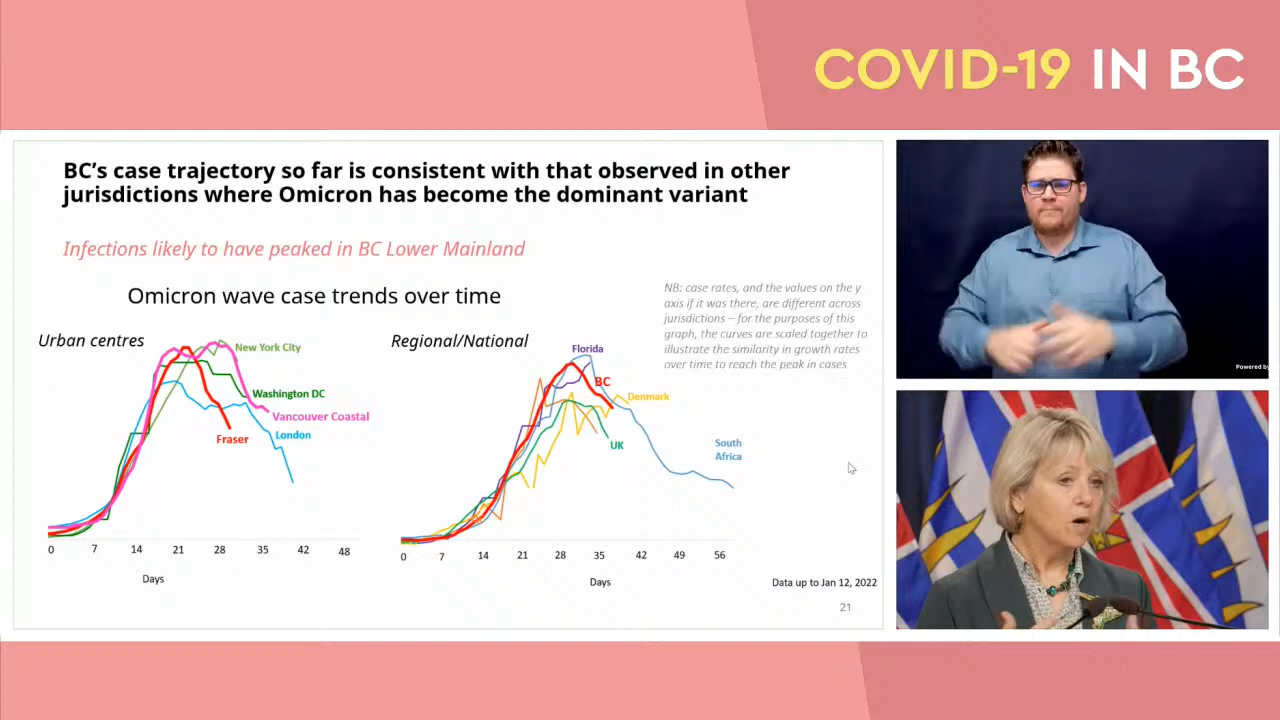 COVID-19 IN BC
BC’s case trajectory so far is consistent with that observed in other
jurisdictions where Omicron has become the dominant variant
Infections likely to have peaked in BC Lower Mainland
Omicron wave case trends over time
NB: case rates, and the values on the y
axis if it was there, are different across
jurisdictions – for the purposes of this
graph, the curves are scaled together to
illustrate the similarity in growth rates
over time to reach the peak in cases
Urban centres
New York City
Washington DC
Vancouver Coastal
London
Fraser
0 7 14 21 28 35 42 48
Days
Regional/National
Florida
BC
Denmark
UK
South
Africa
0 7 14 21 28 35 42 49 56
Days
Data up to Jan 12, 2022
21
Powered by